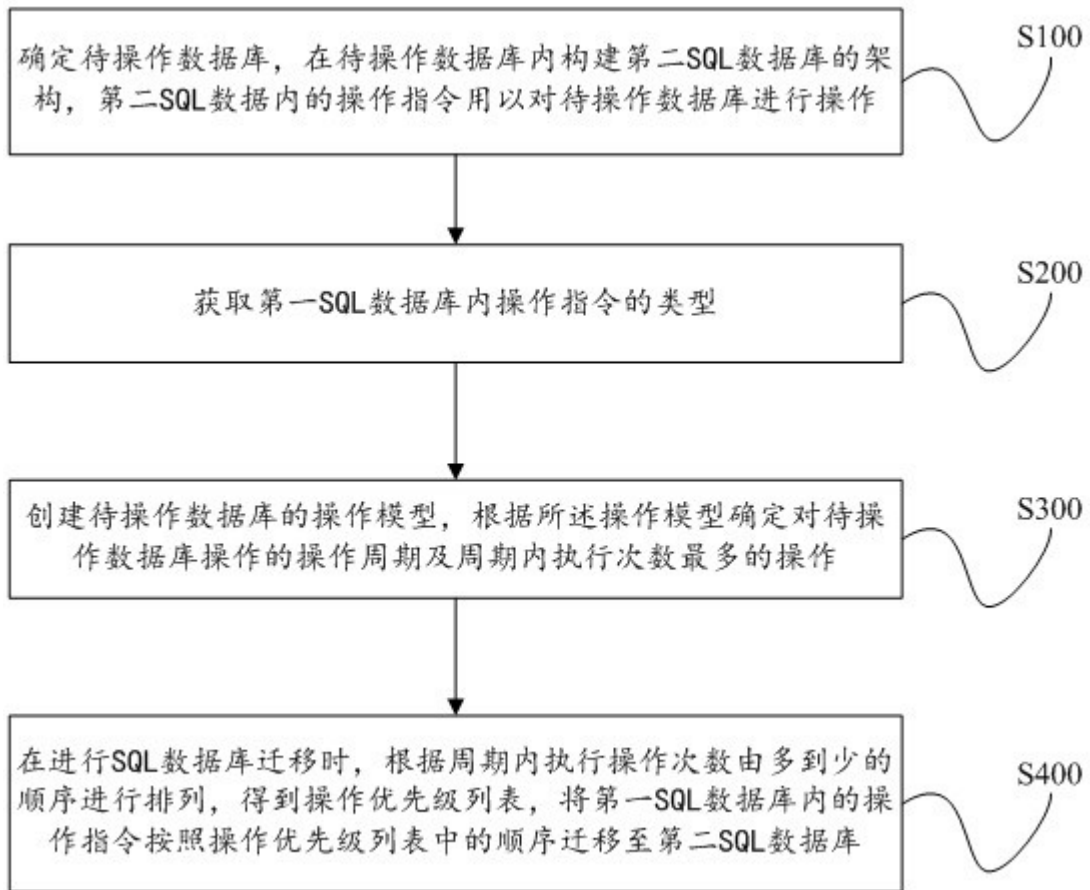 确定待操作数据库，在待操作数据库内构建第二SQL数据库的架
构，第二SQL数据内的操作指令用以对待操作数据库进行操作
S100
获取第一SQL数据库内操作指令的类型
S200
创建待操作数据库的操作模型，根据所述操作模型确定对待操
作数据库操作的操作周期及周期内执行次数最多的操作
S300
在进行SQL数据库迁移时，根据周期内执行操作次数由多到少的
顺序进行排列，得到操作优先级列表，将第一SQL数据库内的操
作指令按照操作优先级列表中的顺序迁移至第二SQL数据库
S400